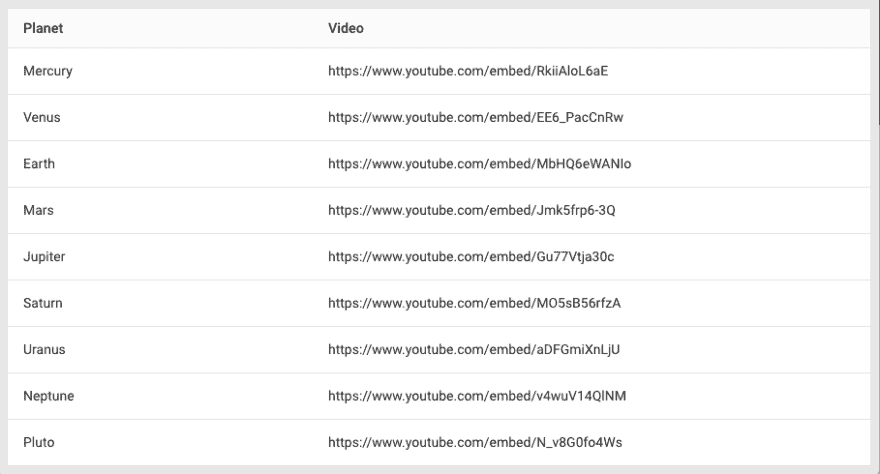 Planet Video
Mercury https://www.youtube.com/embed/RkiiAloL6aE
Venus https://www.youtube.com/embed/EE6_PacCnRw
Earth https://www.youtube.com/embed/MbHQ6eWANIo
Mars https://www.youtube.com/embed/Jmk5frp6-3Q
Jupiter https://www.youtube.com/embed/Gu77Vtja30c
Saturn https://www.youtube.com/embed/MO5sB56rfzA
Uranus https://www.youtube.com/embed/aDFGmiXnLjU
Neptune https://www.youtube.com/embed/v4wuV14QlNM
Pluto https://www.youtube.com/embed/N_v8G0fo4Ws